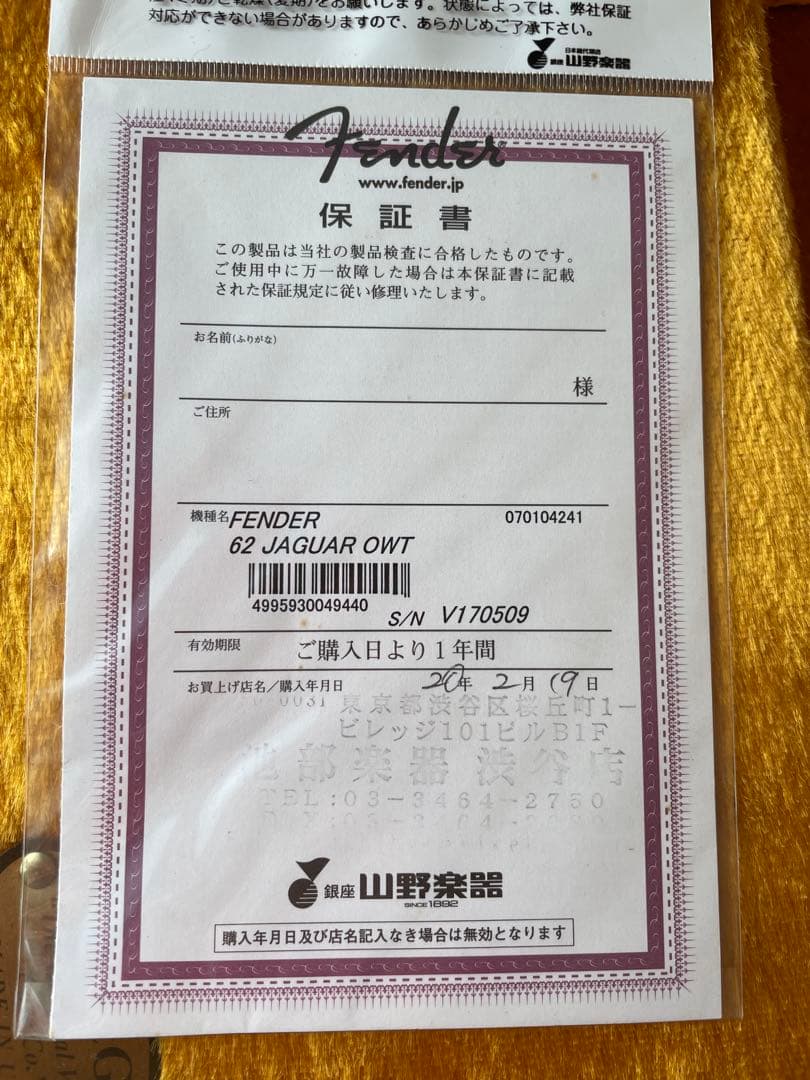 対応ができない場合がありますので、あらかじめご了承下さい。
日本総代理店
銀座 山野楽器
Fender
www.fender.jp
保証書
この製品は当社の製品検査に合格したものです。
ご使用中に万一故障した場合は本保証書に記載
された保証規定に従い修理いたします。
お名前(ふりがな)
様
ご住所
機種名 FENDER 070104241
62 JAGUAR OWT
4995930049440
S/N V170509
有効期限 ご購入日より1年間
お買上げ店名/購入年月日 20年 2月 19日
0031 東京都渋谷区桜丘町1-
ビレッジ101ビルB1F
部楽器渋谷店
TEL:03-3464-2750
銀座 山野楽器
SINCE 1892
購入年月日及び店名記入なき場合は無効となります